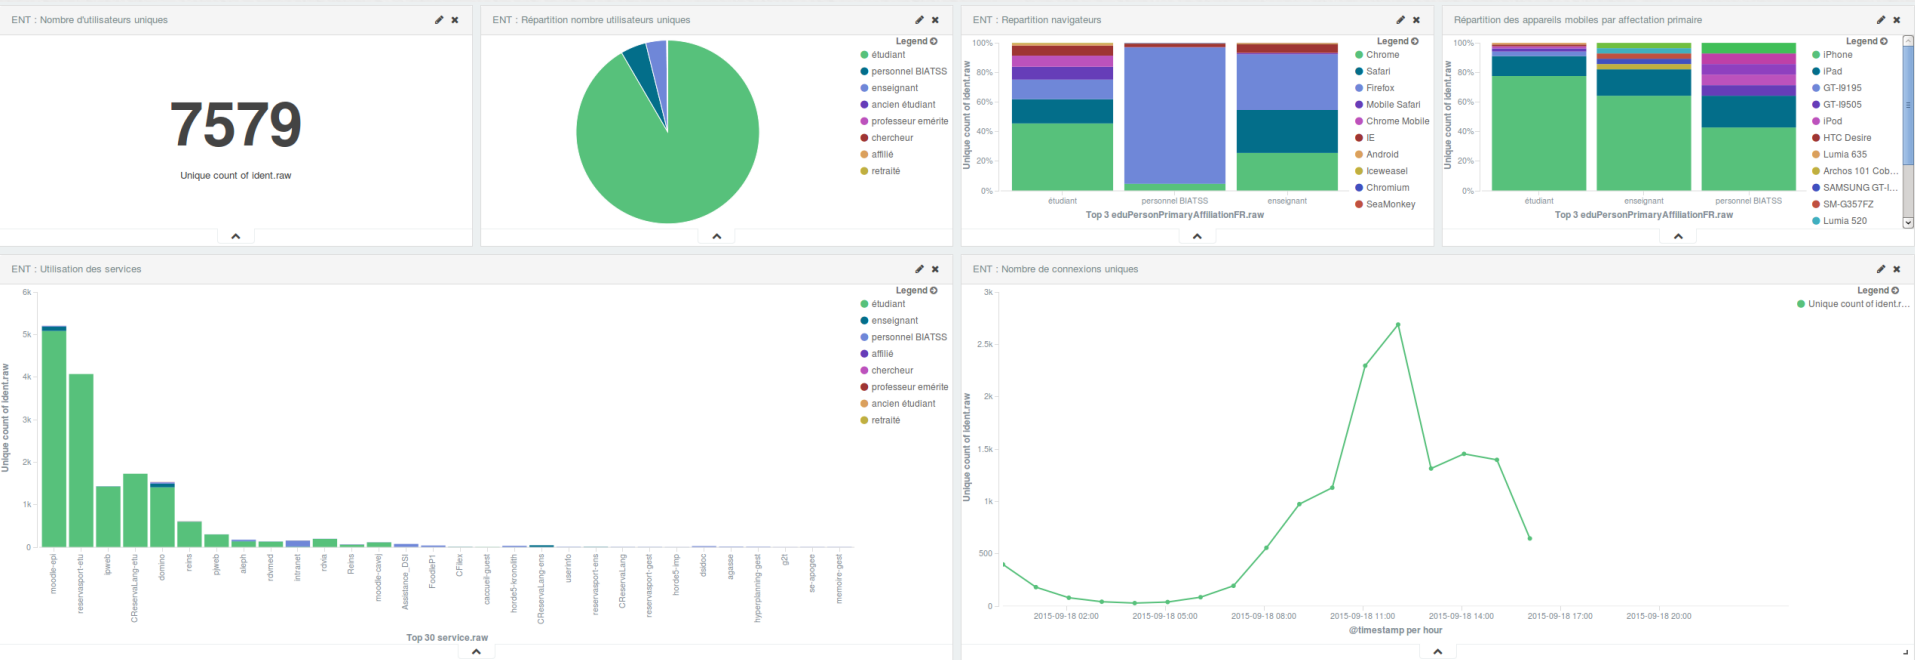 ENT : Nombre d'utilisateurs uniques
7579
Unique count of ident.raw
ENT : Répartition nombre utilisateurs uniques
Legend
étudiant
personnel BIATSS
enseignant
ancien étudiant
professeur émérite
chercheur
affilié
retraité
ENT : Repartition navigateurs
Unique count of ident.raw
100%
80%
60%
40%
20%
0%
étudiant
personnel BIATSS
enseignant
Top 3 eduPersonPrimaryAffiliationFR.raw
Legend
Chrome
Safari
Firefox
Mobile Safari
Chrome Mobile
IE
Android
Iceweasel
Chromium
SeaMonkey
Répartition des appareils mobiles par affectation primaire
Unique count of ident.raw
100%
80%
60%
40%
20%
0%
étudiant
enseignant
personnel BIATSS
Top 3 eduPersonPrimaryAffiliationFR.raw
Legend
iPhone
iPad
GT-I9195
GT-I9505
iPod
HTC Desire
Lumia 635
Archos 101 Cob...
SAMSUNG GT-I...
SM-G357FZ
Lumia 520
ENT : Utilisation des services
Unique count of ident.raw
6k
5k
4k
3k
2k
1k
0
moodle-epi
reservasport-etu
ipweb
CReservaLang-etu
domino
reins
pjweb
aleph
rdvmed
intranet
rdvia
Reins
moodle-cavej
Assistance_DSI
FoodleP1
CFilex
caccueil-guest
horde5-kronolith
CReservaLang-ens
userinfo
reservasport-ens
CReservaLang
reservasport-gest
horde5-imp
dsidoc
agasse
hyperplanning-gest
g2t
se-apogee
memoire-gest
Top 30 service.raw
Legend
étudiant
enseignant
personnel BIATSS
affilié
chercheur
professeur émérite
ancien étudiant
retraité
ENT : Nombre de connexions uniques
Unique count of ident.raw
3k
2.5k
2k
1.5k
1k
500
0
2015-09-18 02:00
2015-09-18 05:00
2015-09-18 08:00
2015-09-18 11:00
2015-09-18 14:00
2015-09-18 17:00
2015-09-18 20:00
@timestamp per hour
Legend
Unique count of ident.r...